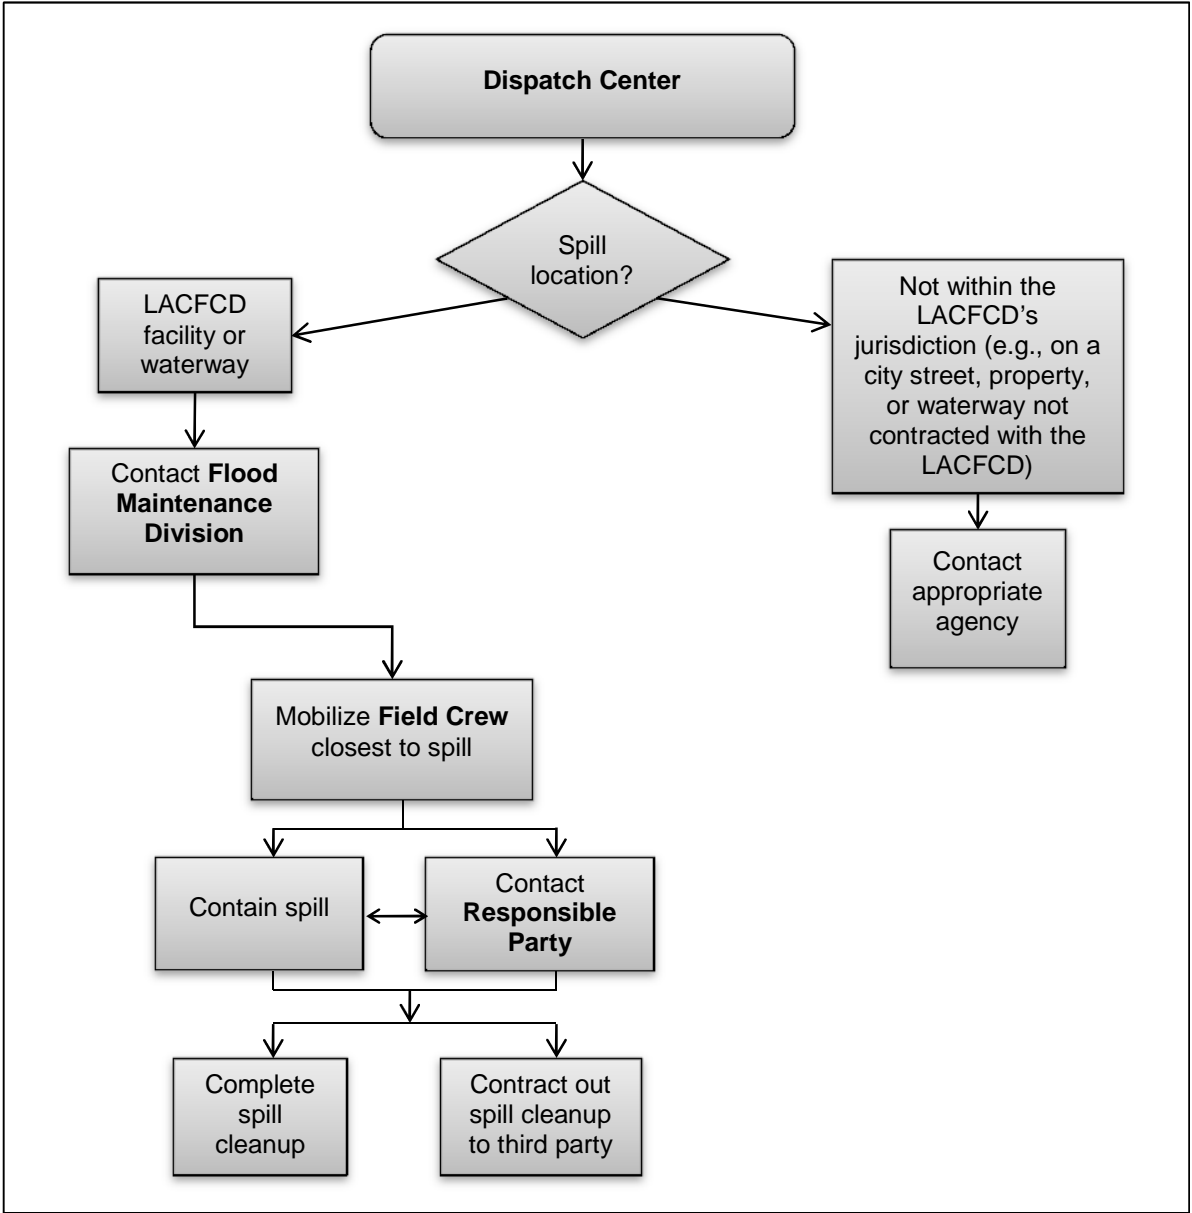 Dispatch Center
Spill
location?
LACFCD
facility or
waterway
Not within the
LACFCD’s
jurisdiction (e.g., on a
city street, property,
or waterway not
contracted with the
LACFCD)
Contact Flood
Maintenance
Division
Contact
appropriate
agency
Mobilize Field Crew
closest to spill
Contain spill
Contact
Responsible
Party
Complete
spill
cleanup
Contract out
spill cleanup
to third party